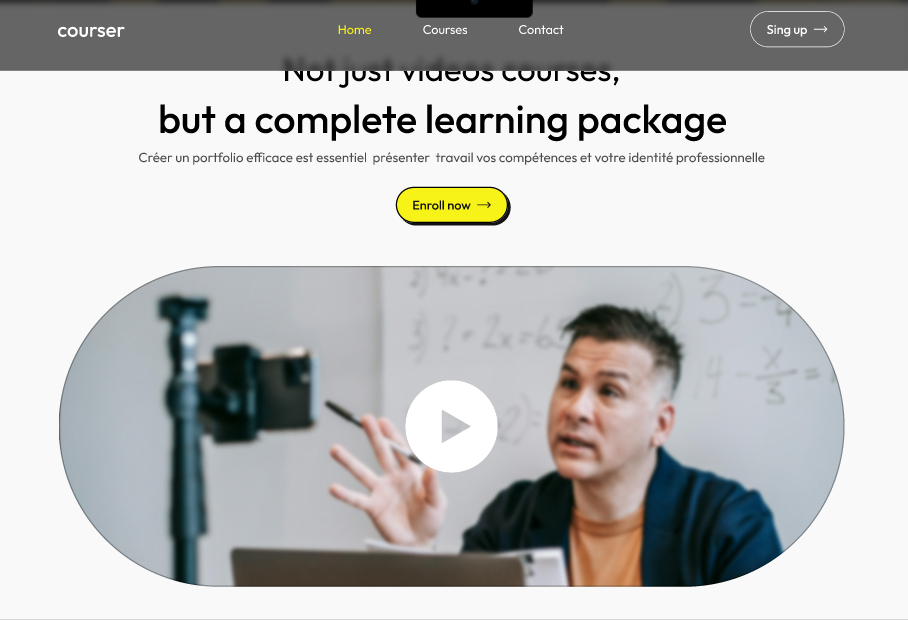 courser
Home
Courses
Contact
Sing up →
Not just videos courses,
but a complete learning package
Créer un portfolio efficace est essentiel  présenter  travail vos compétences et votre identité professionnelle
Enroll now →